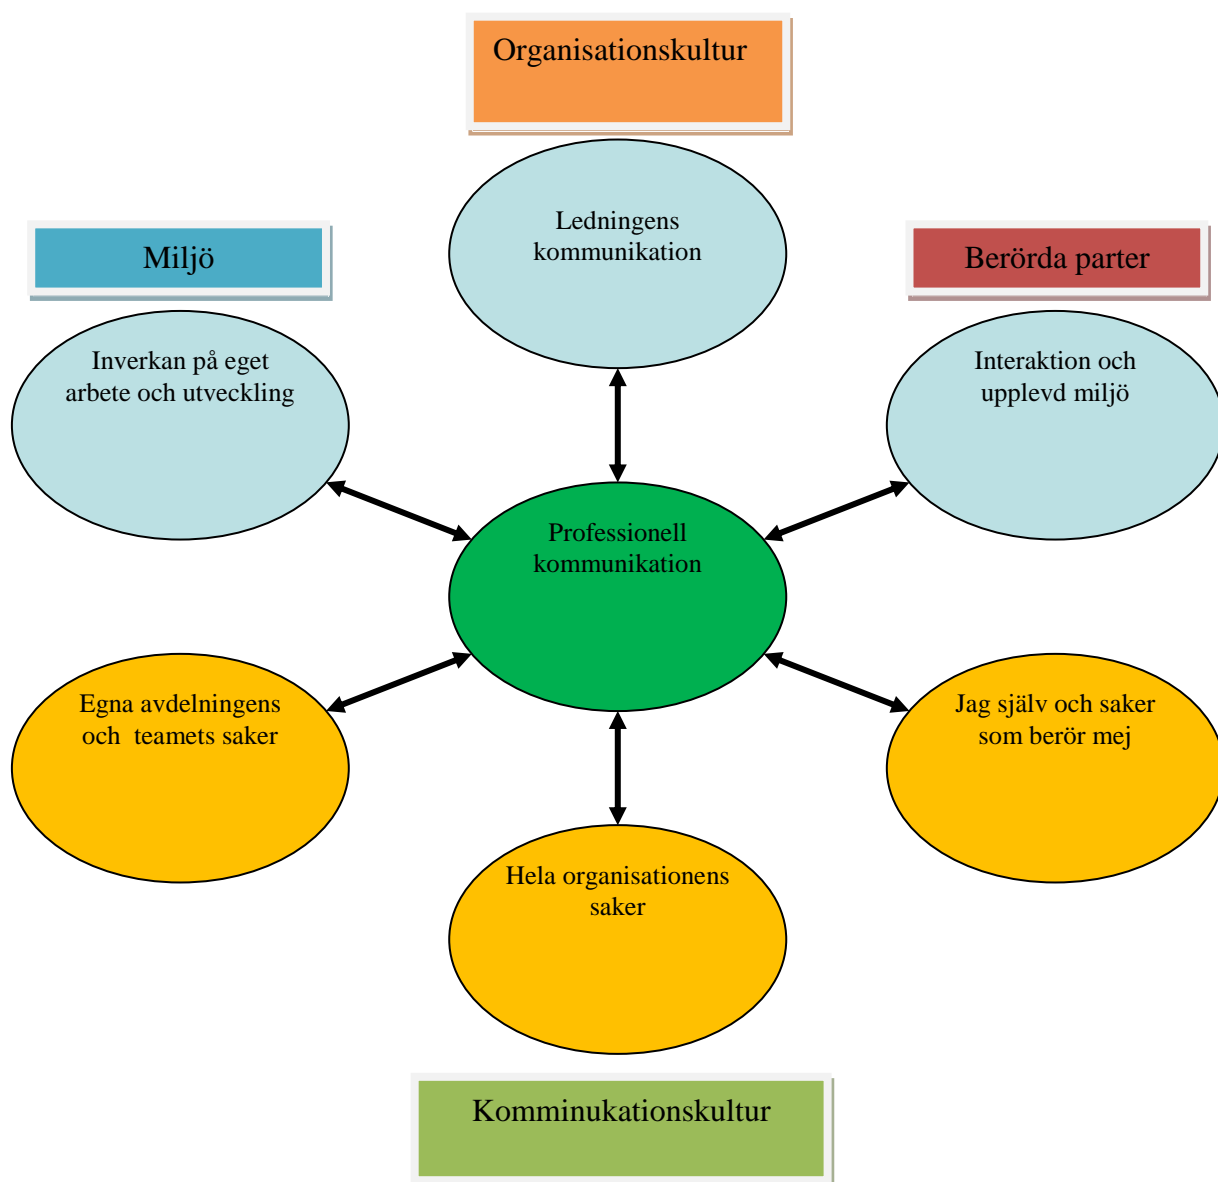 Organisationskultur
Ledningens
kommunikation
Miljö
Berörda parter
Inverkan på eget
arbete och utveckling
Interaktion och
upplevd miljö
Professionell
kommunikation
Egna avdelningens
och  teamets saker
Jag själv och saker
som berör mej
Hela organisationens
saker
Komminukationskultur